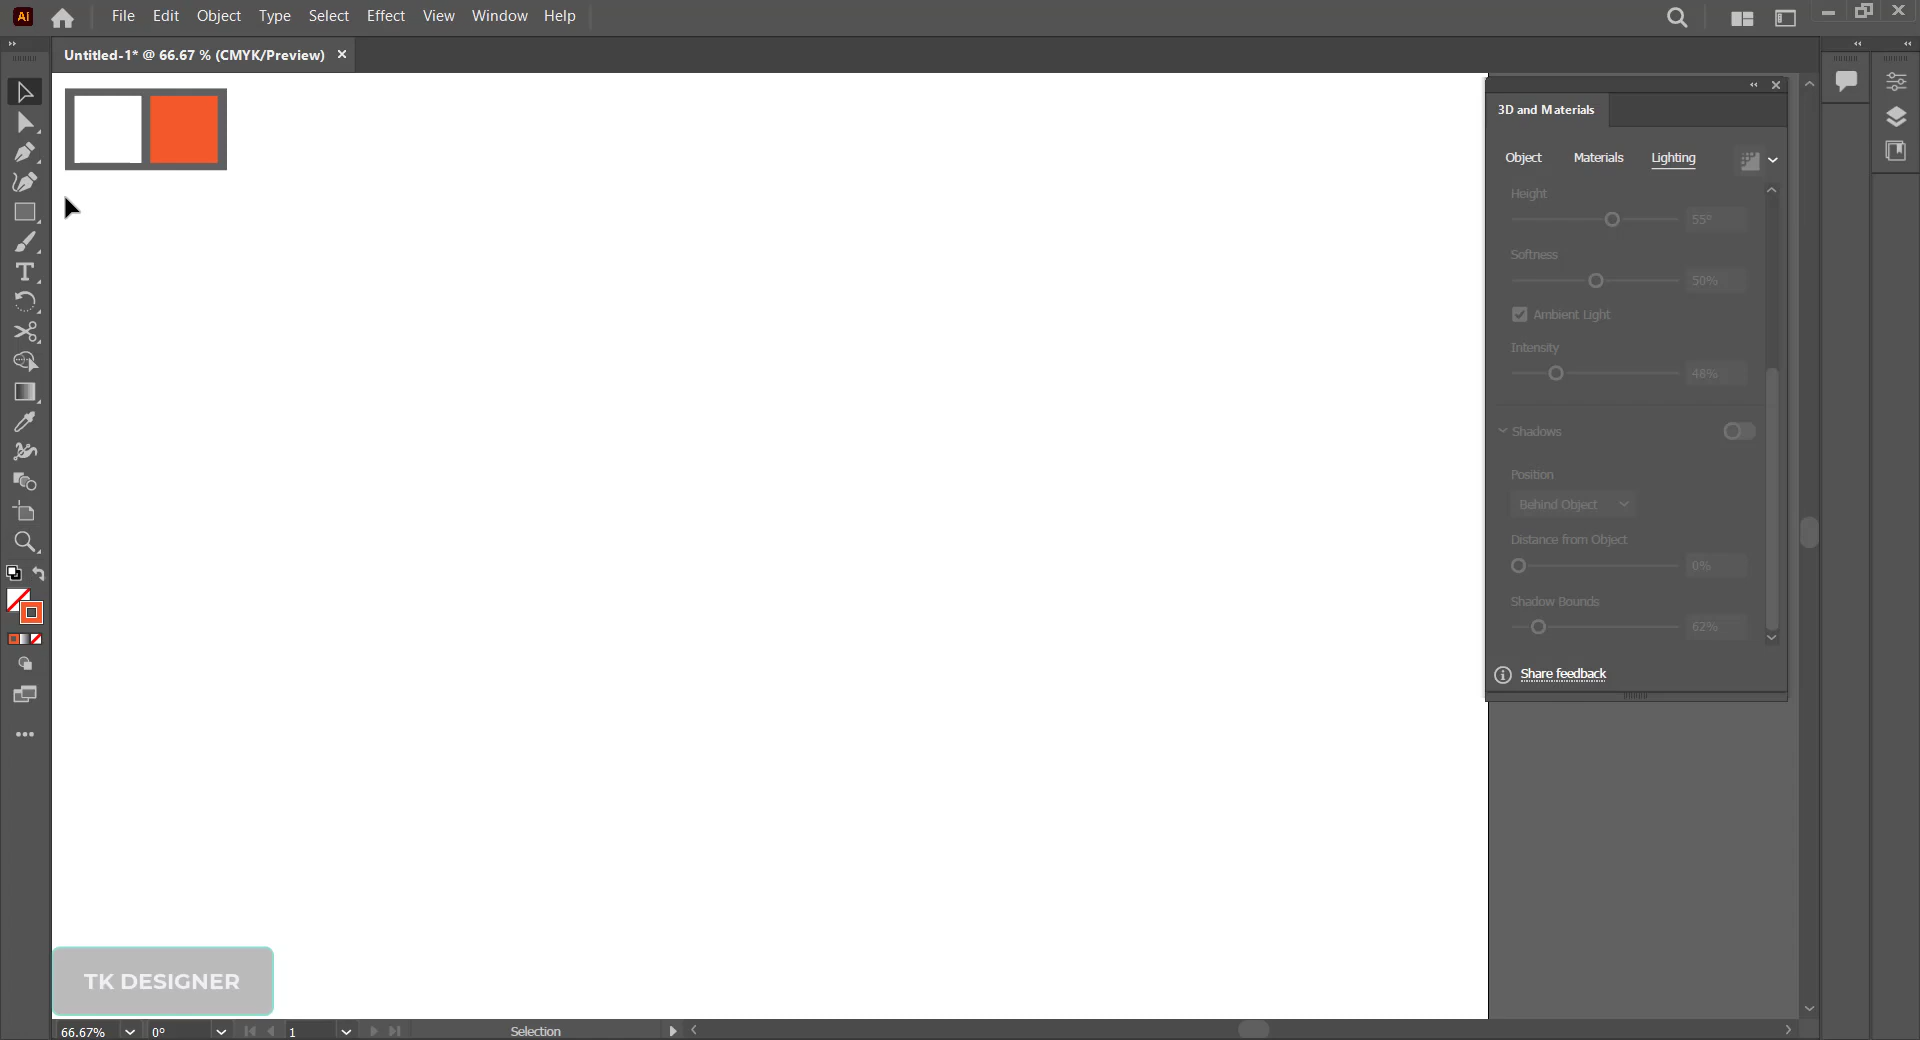 Ai
File Edit Object Type Select Effect View Window Help
Untitled-1* @ 66.67 % (CMYK/Preview) ×
3D and Materials
Object Materials Lighting
Height
55°
Softness
50%
Ambient Light
Intensity
48%
Shadows
Position
Behind Object
Distance from Object
0%
Shadow Bounds
62%
Share feedback
TK DESIGNER
66.67% 0° 1 Selection